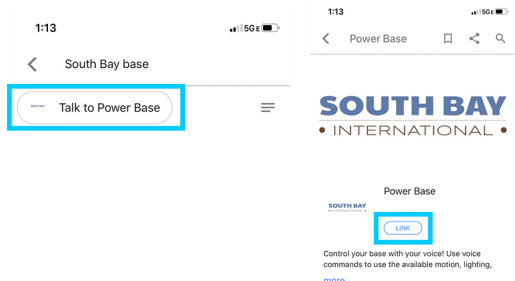 1:13
5G E
South Bay base
Talk to Power Base
1:13
5G E
Power Base
SOUTH BAY
• INTERNATIONAL •
Power Base
SOUTH BAY
• INTERNATIONAL •
LINK
Control your base with your voice! Use voice
commands to use the available motion, lighting,
more